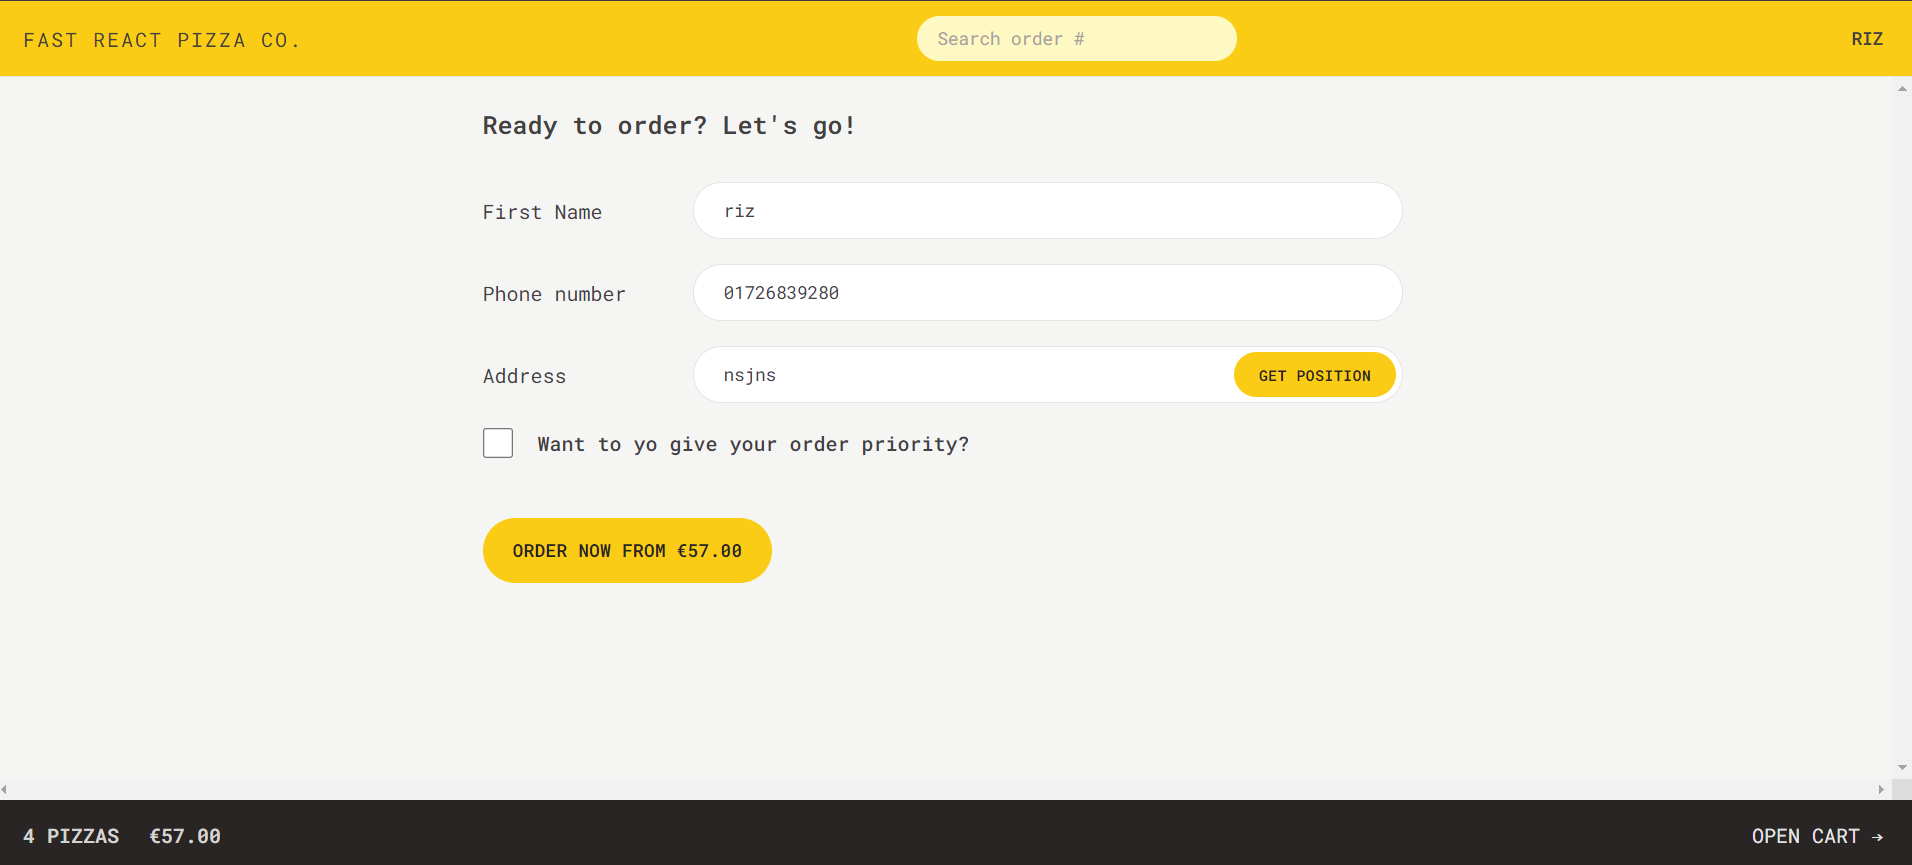 FAST REACT PIZZA CO.
Search order #
RIZ
Ready to order? Let's go!
First Name
riz
Phone number
01726839280
Address
nsjns
GET POSITION
Want to yo give your order priority?
ORDER NOW FROM €57.00
4 PIZZAS €57.00
OPEN CART →